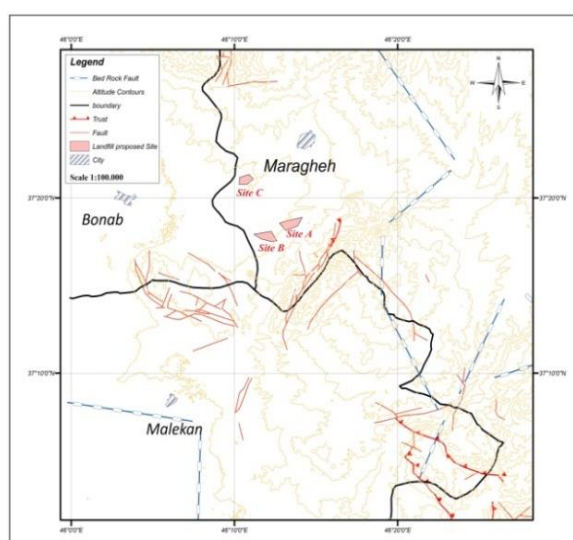 46°0'0"E 46°10'0"E 46°20'0"E
Legend
Bed Rock Fault
Altitude Contours
boundary
Trust
Fault
Landfill proposed Site
City
Scale 1:100.000
N
W E
S
Maragheh
37°20'0"N 37°20'0"N
Site C
Bonab
Site A
Site B
37°10'0"N 37°10'0"N
Malekan
46°0'0"E 46°10'0"E 46°20'0"E